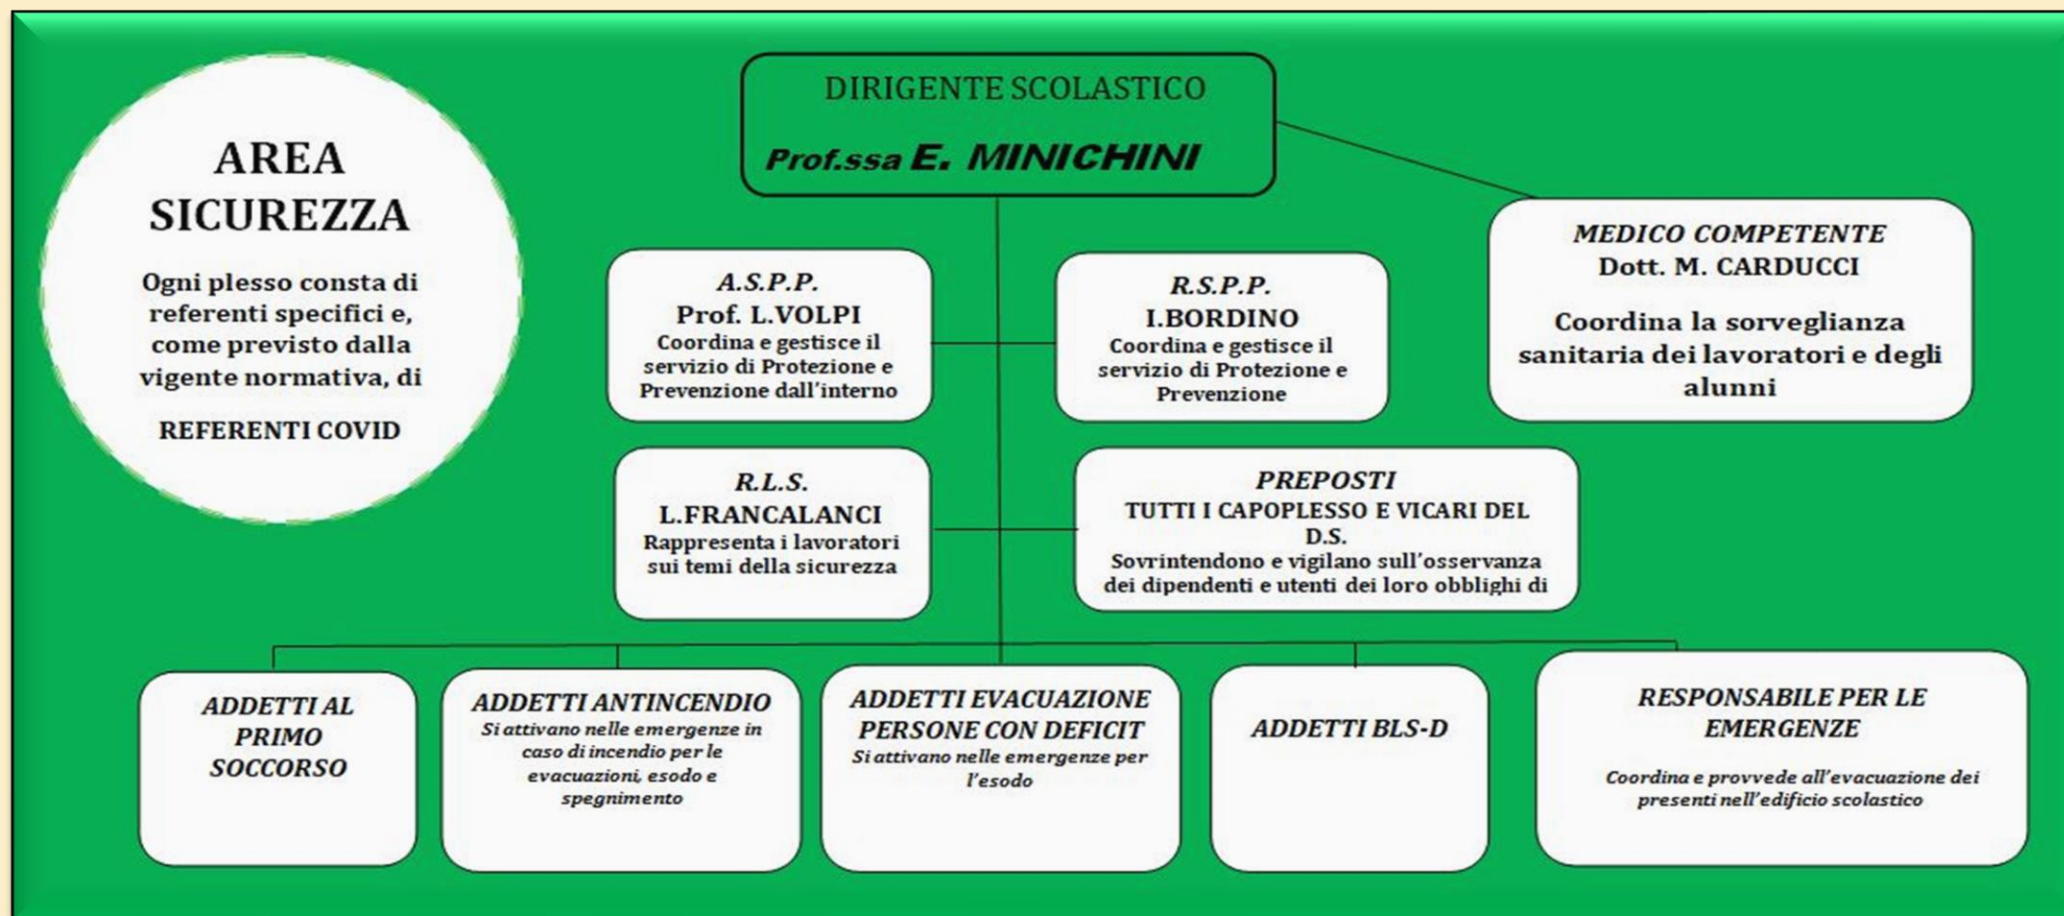 AREA
SICUREZZA
Ogni plesso consta di
referenti specifici e,
come previsto dalla
vigente normativa, di
REFERENTI COVID
DIRIGENTE SCOLASTICO
Prof.ssa E. MINICHINI
MEDICO COMPETENTE
Dott. M. CARDUCCI
Coordina la sorveglianza
sanitaria dei lavoratori e degli
alunni
A.S.P.P.
Prof. L.VOLPI
Coordina e gestisce il
servizio di Protezione e
Prevenzione dall'interno
R.S.P.P.
I.BORDINO
Coordina e gestisce il
servizio di Protezione e
Prevenzione
R.L.S.
L.FRANCALANCI
Rappresenta i lavoratori
sui temi della sicurezza
PREPOSTI
TUTTI I CAPOPLESSO E VICARI DEL
D.S.
Sovrintendono e vigilano sull'osservanza
dei dipendenti e utenti dei loro obblighi di
ADDETTI AL
PRIMO
SOCCORSO
ADDETTI ANTINCENDIO
Si attivano nelle emergenze in
caso di incendio per le
evacuazioni, esodo e
spegnimento
ADDETTI EVACUAZIONE
PERSONE CON DEFICIT
Si attivano nelle emergenze per
l'esodo
ADDETTI BLS-D
RESPONSABILE PER LE
EMERGENZE
Coordina e provvede all'evacuazione dei
presenti nell'edificio scolastico